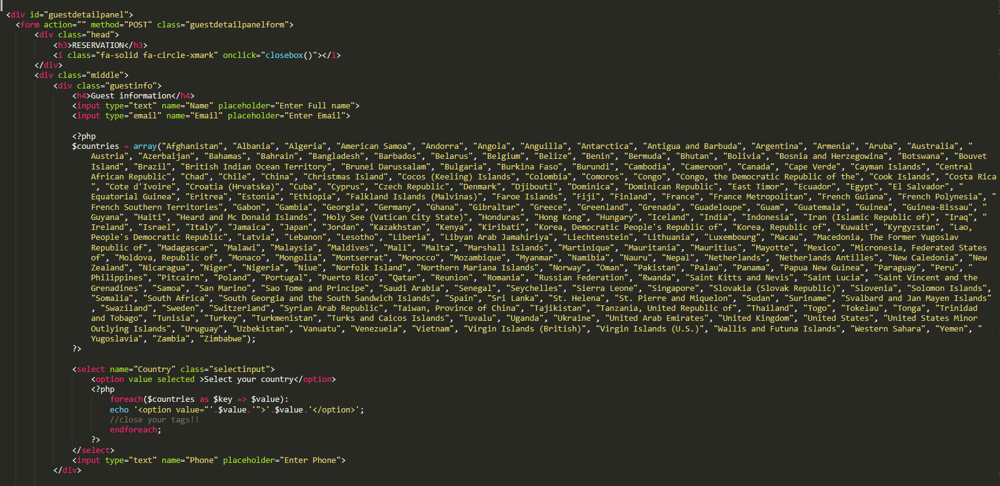 <div id="guestdetailpanel">
<form action="" method="POST" class="guestdetailpanelform">
<div class="head">
<h3>RESERVATION</h3>
<i class="fa-solid fa-circle-xmark" onclick="closebox()"></i>
</div>
<div class="middle">
<div class="guestinfo">
<h4>Guest information</h4>
<input type="text" name="Name" placeholder="Enter Full name">
<input type="email" name="Email" placeholder="Enter Email">
<?php
$countries = array("Afghanistan", "Albania", "Algeria", "American Samoa", "Andorra", "Angola", "Anguilla", "Antarctica", "Antigua and Barbuda", "Argentina", "Armenia", "Aruba", "Australia", "
Austria", "Azerbaijan", "Bahamas", "Bahrain", "Bangladesh", "Barbados", "Belarus", "Belgium", "Belize", "Benin", "Bermuda", "Bhutan", "Bolivia", "Bosnia and Herzegowina", "Botswana", "Bouvet
Island", "Brazil", "British Indian Ocean Territory", "Brunei Darussalam", "Bulgaria", "Burkina Faso", "Burundi", "Cambodia", "Cameroon", "Canada", "Cape Verde", "Cayman Islands", "Central
African Republic", "Chad", "Chile", "China", "Christmas Island", "Cocos (Keeling) Islands", "Colombia", "Comoros", "Congo", "Congo, the Democratic Republic of the", "Cook Islands", "Costa Rica
", "Cote d'Ivoire", "Croatia (Hrvatska)", "Cuba", "Cyprus", "Czech Republic", "Denmark", "Djibouti", "Dominica", "Dominican Republic", "East Timor", "Ecuador", "Egypt", "El Salvador", "
Equatorial Guinea", "Eritrea", "Estonia", "Ethiopia", "Falkland Islands (Malvinas)", "Faroe Islands", "Fiji", "Finland", "France", "France Metropolitan", "French Guiana", "French Polynesia", "
French Southern Territories", "Gabon", "Gambia", "Georgia", "Germany", "Ghana", "Gibraltar", "Greece", "Greenland", "Grenada", "Guadeloupe", "Guam", "Guatemala", "Guinea", "Guinea-Bissau", "
Guyana", "Haiti", "Heard and Mc Donald Islands", "Holy See (Vatican City State)", "Honduras", "Hong Kong", "Hungary", "Iceland", "India", "Indonesia", "Iran (Islamic Republic of)", "Iraq", "
Ireland", "Israel", "Italy", "Jamaica", "Japan", "Jordan", "Kazakhstan", "Kenya", "Kiribati", "Korea, Democratic People's Republic of", "Korea, Republic of", "Kuwait", "Kyrgyzstan", "Lao,
People's Democratic Republic", "Latvia", "Lebanon", "Lesotho", "Liberia", "Libyan Arab Jamahiriya", "Liechtenstein", "Lithuania", "Luxembourg", "Macau", "Macedonia, The Former Yugoslav
Republic of", "Madagascar", "Malawi", "Malaysia", "Maldives", "Mali", "Malta", "Marshall Islands", "Martinique", "Mauritania", "Mauritius", "Mayotte", "Mexico", "Micronesia, Federated States
of", "Moldova, Republic of", "Monaco", "Mongolia", "Montserrat", "Morocco", "Mozambique", "Myanmar", "Namibia", "Nauru", "Nepal", "Netherlands", "Netherlands Antilles", "New Caledonia", "New
Zealand", "Nicaragua", "Niger", "Nigeria", "Niue", "Norfolk Island", "Northern Mariana Islands", "Norway", "Oman", "Pakistan", "Palau", "Panama", "Papua New Guinea", "Paraguay", "Peru", "
Philippines", "Pitcairn", "Poland", "Portugal", "Puerto Rico", "Qatar", "Reunion", "Romania", "Russian Federation", "Rwanda", "Saint Kitts and Nevis", "Saint Lucia", "Saint Vincent and the
Grenadines", "Samoa", "San Marino", "Sao Tome and Principe", "Saudi Arabia", "Senegal", "Seychelles", "Sierra Leone", "Singapore", "Slovakia (Slovak Republic)", "Slovenia", "Solomon Islands",
"Somalia", "South Africa", "South Georgia and the South Sandwich Islands", "Spain", "Sri Lanka", "St. Helena", "St. Pierre and Miquelon", "Sudan", "Suriname", "Svalbard and Jan Mayen Islands"
, "Swaziland", "Sweden", "Switzerland", "Syrian Arab Republic", "Taiwan, Province of China", "Tajikistan", "Tanzania, United Republic of", "Thailand", "Togo", "Tokelau", "Tonga", "Trinidad
and Tobago", "Tunisia", "Turkey", "Turkmenistan", "Turks and Caicos Islands", "Tuvalu", "Uganda", "Ukraine", "United Arab Emirates", "United Kingdom", "United States", "United States Minor
Outlying Islands", "Uruguay", "Uzbekistan", "Vanuatu", "Venezuela", "Vietnam", "Virgin Islands (British)", "Virgin Islands (U.S.)", "Wallis and Futuna Islands", "Western Sahara", "Yemen", "
Yugoslavia", "Zambia", "Zimbabwe");
?>
<select name="Country" class="selectinput">
<option value selected >Select your country</option>
<?php
foreach($countries as $key => $value):
echo '<option value="'.$value.'">'.$value.'</option>';
//close your tags!!
endforeach;
?>
</select>
<input type="text" name="Phone" placeholder="Enter Phone">
</div>